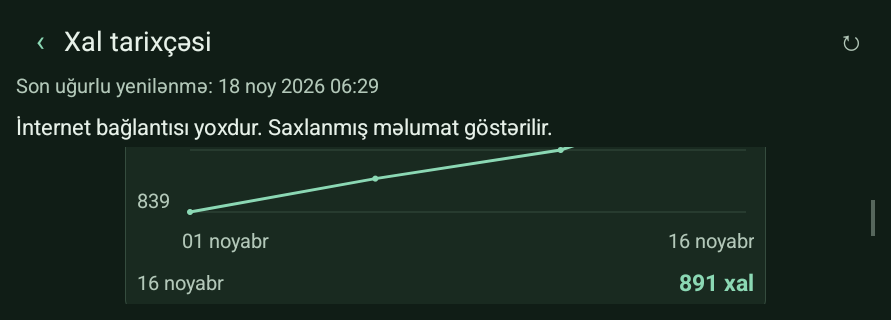 Xal tarixçəsi
Son uğurlu yenilənmə: 18 noy 2026 06:29
İnternet bağlantısı yoxdur. Saxlanmış məlumat göstərilir.
839
01 noyabr 16 noyabr
16 noyabr 891 xal